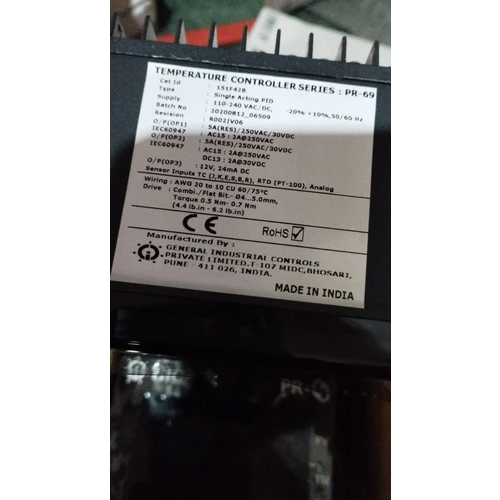 TEMPERATURE CONTROLLER SERIES : PR-69
Cat Id : 151F42B
Type : Single Acting PID
Supply : 110-240 VAC/DC, -20% +10%,50/60 Hz
Batch No : 20200812_06509
Revision : R002|V06
O/P(OP1) : 5A(RES)/250VAC/30VDC
IEC60947 AC15 : 2A@250VAC
O/P(OP2) : 5A(RES)/250VAC/30VDC
IEC60947 AC15 : 2A@250VAC
DC13 : 2A@30VDC
O/P(OP3) : 12V, 24mA DC
Sensor Inputs TC (J,K,E,S,B,R), RTD (PT-100), Analog
Wiring : AWG 20 to 10 CU 60/75°C
Drive : Combi./Flat Bit.- Ø4...5.0mm,
Torque 0.5 Nm- 0.7 Nm
(4.4 lb.in - 6.2 lb.in)
CE RoHS
Manufactured By :
GENERAL INDUSTRIAL CONTROLS
PRIVATE LIMITED.T-107 MIDC,BHOSARI,
PUNE - 411 026, INDIA.
MADE IN INDIA